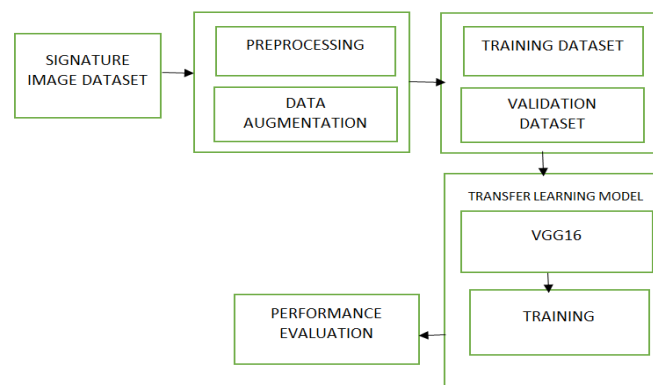 SIGNATURE
IMAGE DATASET
PREPROCESSING
DATA
AUGMENTATION
TRAINING DATASET
VALIDATION
DATASET
TRANSFER LEARNING MODEL
VGG16
TRAINING
PERFORMANCE
EVALUATION